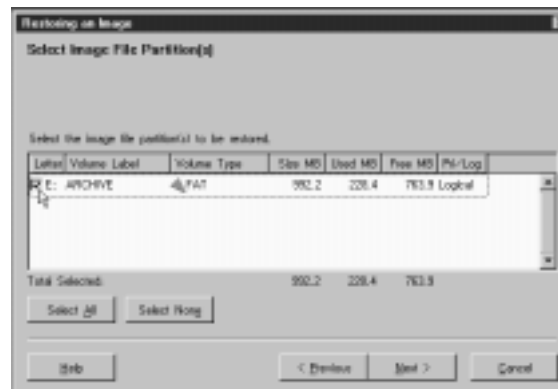 Restoring an Image
Select Image File Partition(s)
Select the image file partition(s) to be restored.
Letter Volume Label Volume Type Size MB Used MB Free MB Pri/Log
E: ARCHIVE FAT 992.2 228.4 763.9 Logical
Total Selected: 992.2 228.4 763.9
Select All Select None
Help < Previous Next > Cancel